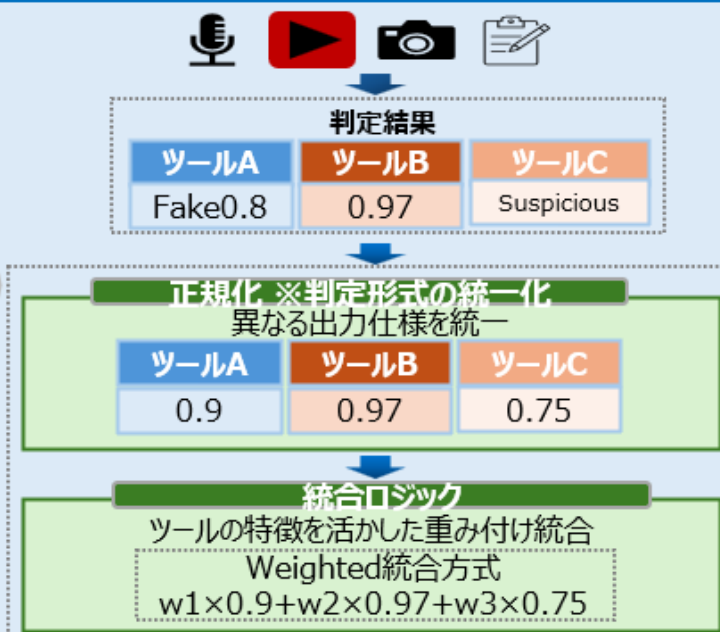 判定結果
ツールA ツールB ツールC
Fake0.8 0.97 Suspicious
正規化 ※判定形式の統一化
異なる出力仕様を統一
ツールA ツールB ツールC
0.9 0.97 0.75
統合ロジック
ツールの特徴を活かした重み付け統合
Weighted統合方式
w1×0.9+w2×0.97+w3×0.75